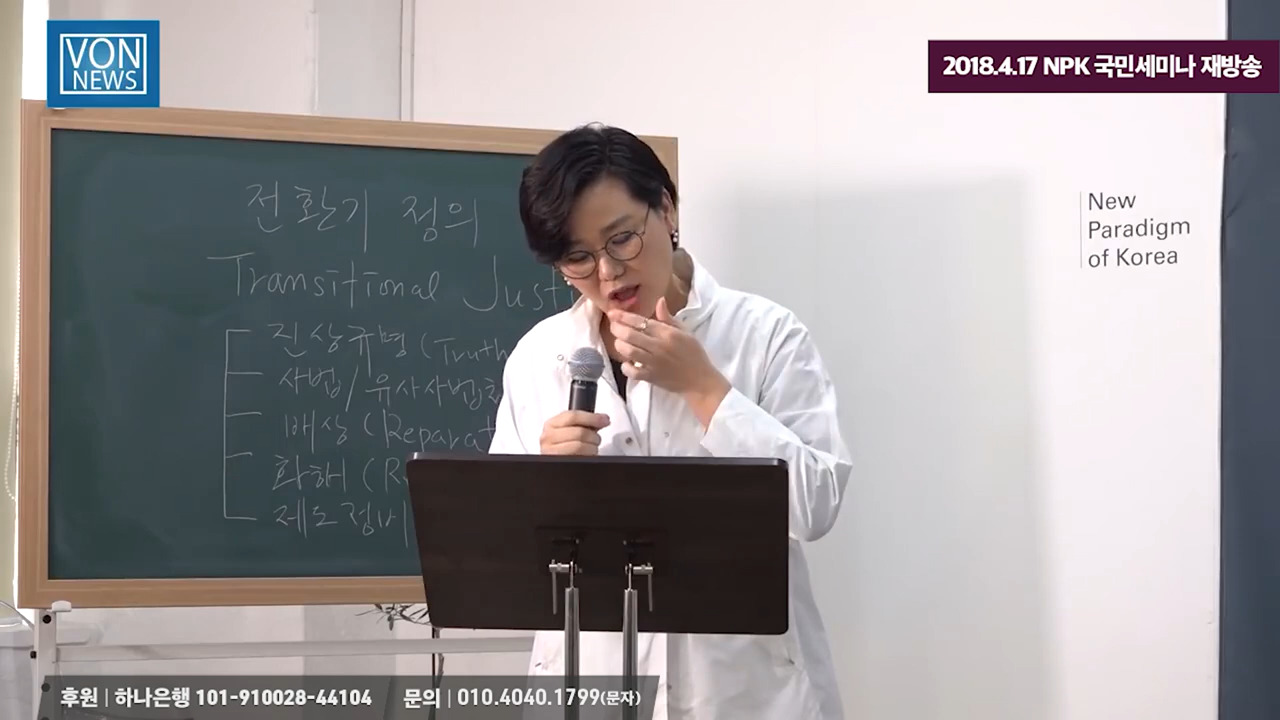 VON
NEWS
2018.4.17 NPK 국민세미나 재방송
New
Paradigm
of Korea
전환기 정의
Transitional Justi
진상규명 (Truth
사법/유사사법
배상 (Reparat
화해 (R
제도정비
후원 | 하나은행 101-910028-44104 문의 | 010.4040.1799(문자)